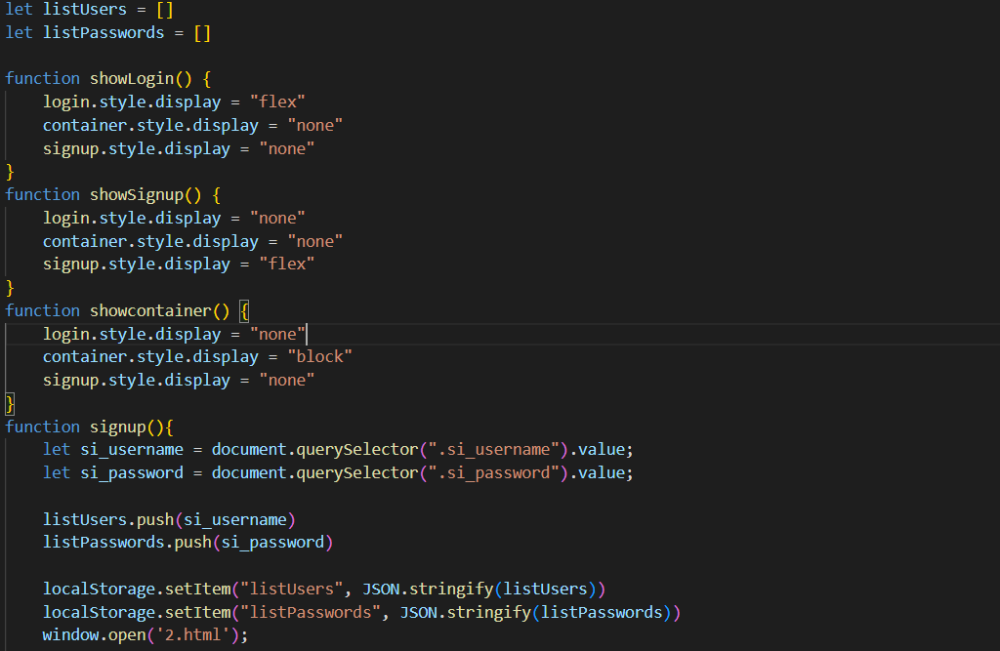 let listUsers = []
let listPasswords = []

function showLogin() {
    login.style.display = "flex"
    container.style.display = "none"
    signup.style.display = "none"
}
function showSignup() {
    login.style.display = "none"
    container.style.display = "none"
    signup.style.display = "flex"
}
function showcontainer() {
    login.style.display = "none"
    container.style.display = "block"
    signup.style.display = "none"
}
function signup(){
    let si_username = document.querySelector(".si_username").value;
    let si_password = document.querySelector(".si_password").value;

    listUsers.push(si_username)
    listPasswords.push(si_password)

    localStorage.setItem("listUsers", JSON.stringify(listUsers))
    localStorage.setItem("listPasswords", JSON.stringify(listPasswords))
    window.open('2.html');